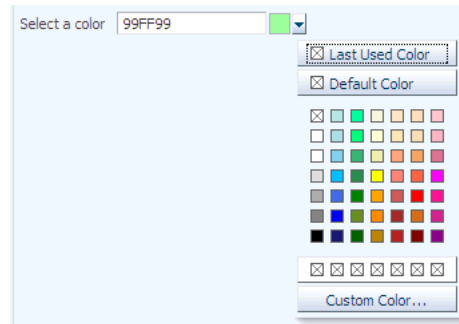 Select a color 99FF99
Last Used Color
Default Color
Custom Color...